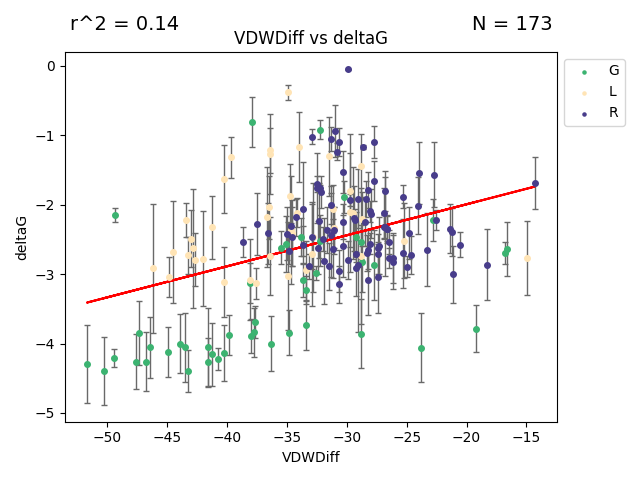 r^2 = 0.14
N = 173
VDWDiff vs deltaG
deltaG
0
−1
−2
−3
−4
−5
−50
−45
−40
−35
−30
−25
−20
−15
VDWDiff
G
L
R